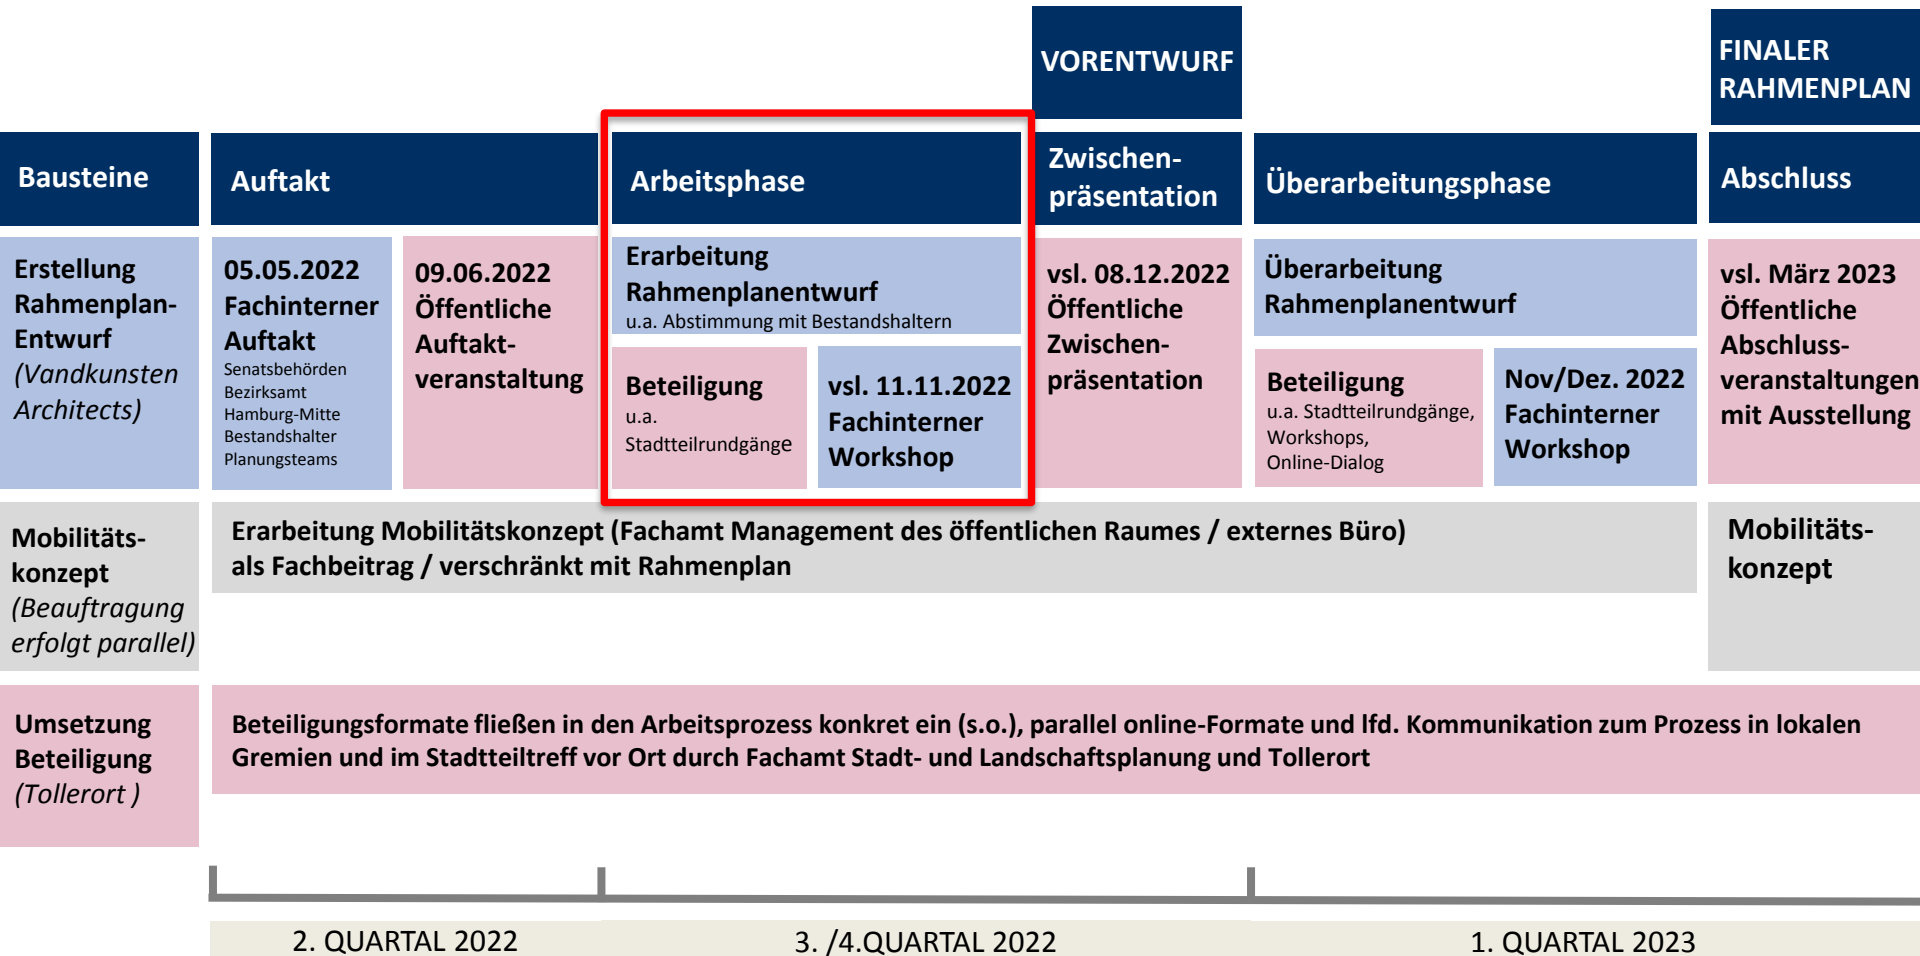 VORENTWURF
FINALER
RAHMENPLAN
Bausteine
Auftakt
Arbeitsphase
Zwischen-
präsentation
Überarbeitungsphase
Abschluss
Erstellung
Rahmenplan-
Entwurf
(Vandkunsten
Architects)
05.05.2022
Fachinterner
Auftakt
Senatsbehörden
Bezirksamt
Hamburg-Mitte
Bestandshalter
Planungsteams
09.06.2022
Öffentliche
Auftakt-
veranstaltung
Erarbeitung
Rahmenplanentwurf
u.a. Abstimmung mit Bestandshaltern
Beteiligung
u.a.
Stadtteilrundgänge
vsl. 11.11.2022
Fachinterner
Workshop
vsl. 08.12.2022
Öffentliche
Zwischen-
präsentation
Überarbeitung
Rahmenplanentwurf
Beteiligung
u.a. Stadtteilrundgänge,
Workshops,
Online-Dialog
Nov/Dez. 2022
Fachinterner
Workshop
vsl. März 2023
Öffentliche
Abschluss-
veranstaltungen
mit Ausstellung
Mobilitäts-
konzept
(Beauftragung
erfolgt parallel)
Erarbeitung Mobilitätskonzept (Fachamt Management des öffentlichen Raumes / externes Büro)
als Fachbeitrag / verschränkt mit Rahmenplan
Mobilitäts-
konzept
Umsetzung
Beteiligung
(Tollerort )
Beteiligungsformate fließen in den Arbeitsprozess konkret ein (s.o.), parallel online-Formate und lfd. Kommunikation zum Prozess in lokalen
Gremien und im Stadtteiltreff vor Ort durch Fachamt Stadt- und Landschaftsplanung und Tollerort
2. QUARTAL 2022
3. /4.QUARTAL 2022
1. QUARTAL 2023